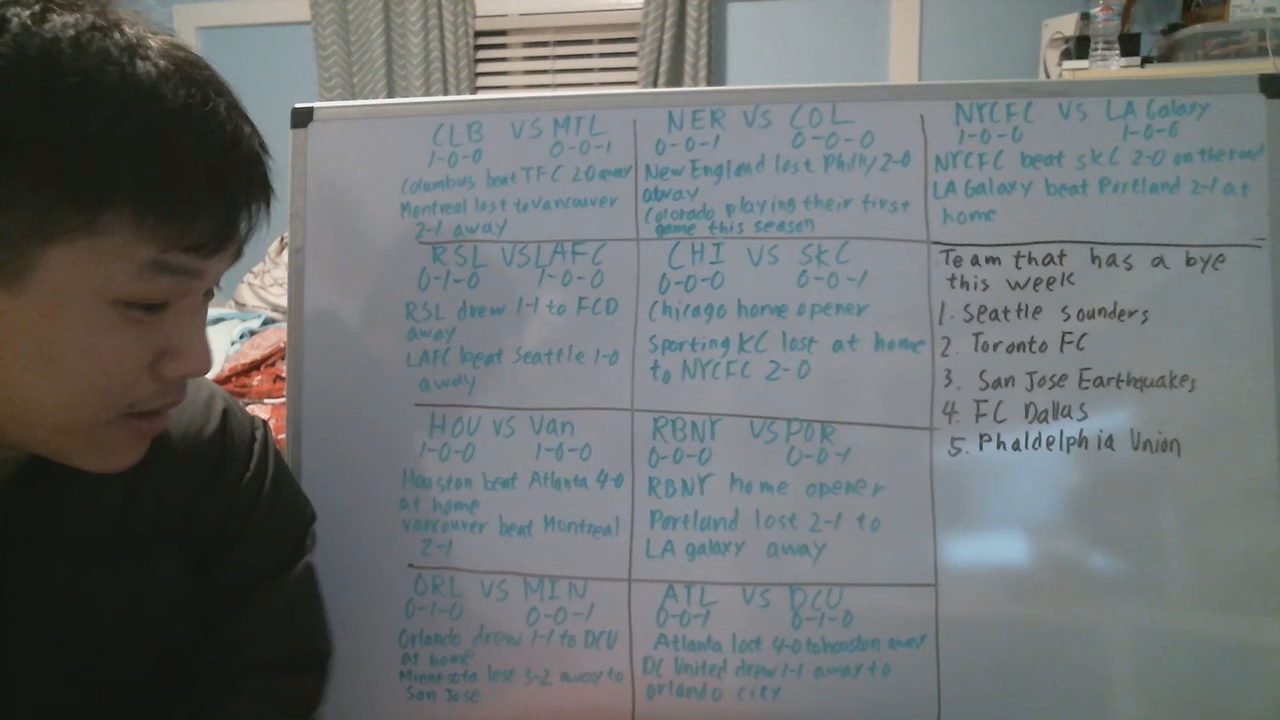 CLB VS MTL
1-0-0 0-0-1
Columbus beat TFC 2-0 away
Montreal lost to Vancouver
2-1 away
NER VS COL
0-0-1 0-0-0
New England lost Philly 2-0
away
Colorado playing their first
game this season
NYCFC VS LA Galaxy
1-0-0 1-0-0
NYCFC beat SKC 2-0 on the road
LA Galaxy beat Portland 2-1 at
home
RSL VS LAFC
0-1-0 1-0-0
RSL drew 1-1 to FCD
away
LAFC beat Seattle 1-0
away
CHI VS SKC
0-0-0 0-0-1
Chicago home opener
Sporting KC lost at home
to NYCFC 2-0
Team that has a bye
this week
1. Seattle sounders
2. Toronto FC
3. San Jose Earthquakes
4. FC Dallas
5. Phaldelphia Union
HOU VS Van
1-0-0 1-0-0
Houston beat Atlanta 4-0
at home
Vancouver beat Montreal
2-1
RBNY VS POR
0-0-0 0-0-1
RBNY home opener
Portland lost 2-1 to
LA galaxy away
ORL VS MIN
0-1-0 0-0-1
Orlando drew 1-1 to DCU
at home
Minnesota lost 3-2 away to
San Jose
ATL VS DCU
0-0-1 0-1-0
Atlanta lost 4-0 to houston away
DC United drew 1-1 away to
orlando city